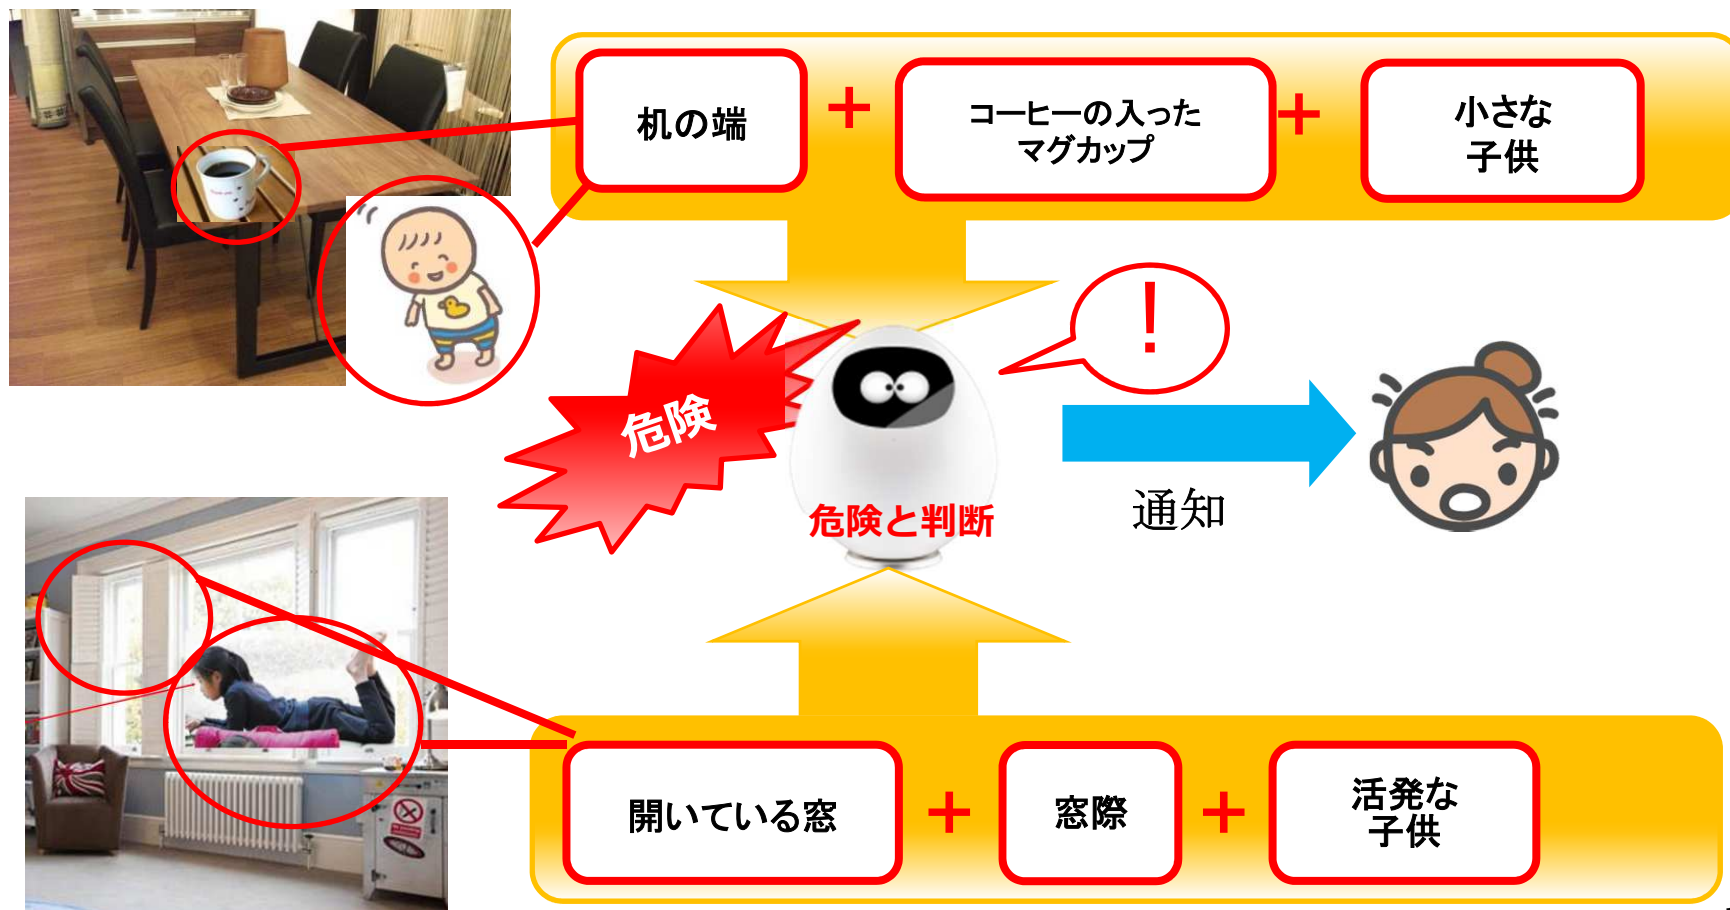 机の端
+
コーヒーの入った
マグカップ
+
小さな
子供
!
危険
危険と判断
通知
開いている窓
+
窓際
+
活発な
子供